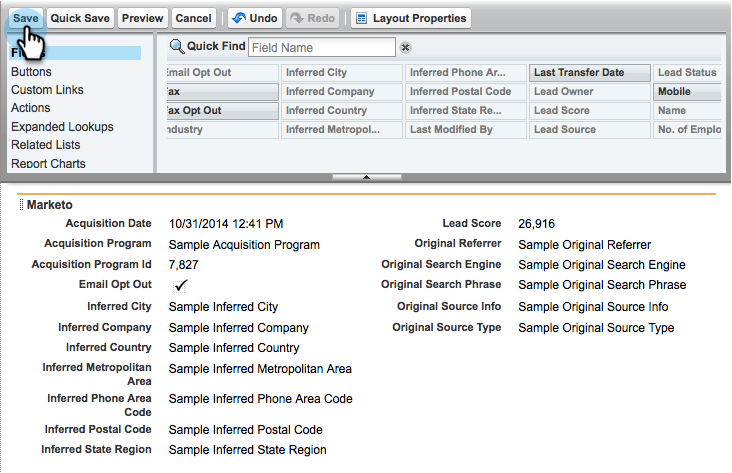 Save Quick Save Preview Cancel Undo Redo Layout Properties
Quick Find Field Name
Buttons
Custom Links
Actions
Expanded Lookups
Related Lists
Report Charts
Email Opt Out Inferred City Inferred Phone Ar... Last Transfer Date Lead Status
Fax Inferred Company Inferred Postal Code Lead Owner Mobile
Fax Opt Out Inferred Country Inferred State Re... Lead Score Name
Industry Inferred Metropol... Last Modified By Lead Source No. of Emplo
Marketo
Acquisition Date 10/31/2014 12:41 PM
Acquisition Program Sample Acquisition Program
Acquisition Program Id 7,827
Email Opt Out
Inferred City Sample Inferred City
Inferred Company Sample Inferred Company
Inferred Country Sample Inferred Country
Inferred Metropolitan Area Sample Inferred Metropolitan Area
Inferred Phone Area Code Sample Inferred Phone Area Code
Inferred Postal Code Sample Inferred Postal Code
Inferred State Region Sample Inferred State Region
Lead Score 26,916
Original Referrer Sample Original Referrer
Original Search Engine Sample Original Search Engine
Original Search Phrase Sample Original Search Phrase
Original Source Info Sample Original Source Info
Original Source Type Sample Original Source Type